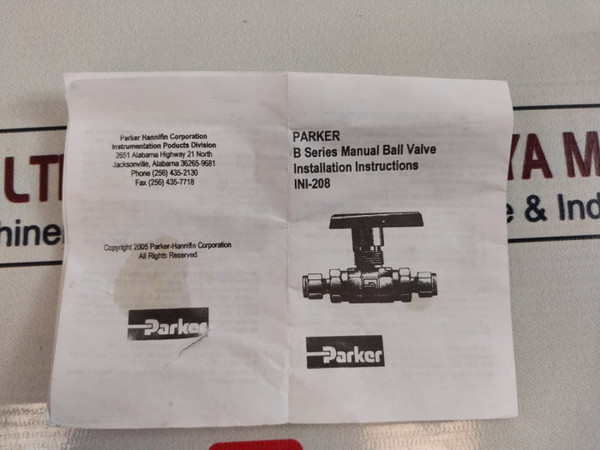 Parker Hannifin Corporation
Instrumentation Poducts Division
2651 Alabama Highway 21 North
Jacksonville, Alabama 36265-9681
Phone (256) 435-2130
Fax (256) 435-7718
Copyright 2005 Parker-Hannifin Corporation
All Rights Reserved
Parker
PARKER
B Series Manual Ball Valve
Installation Instructions
INI-208
Parker
LT
YA M
& Ind